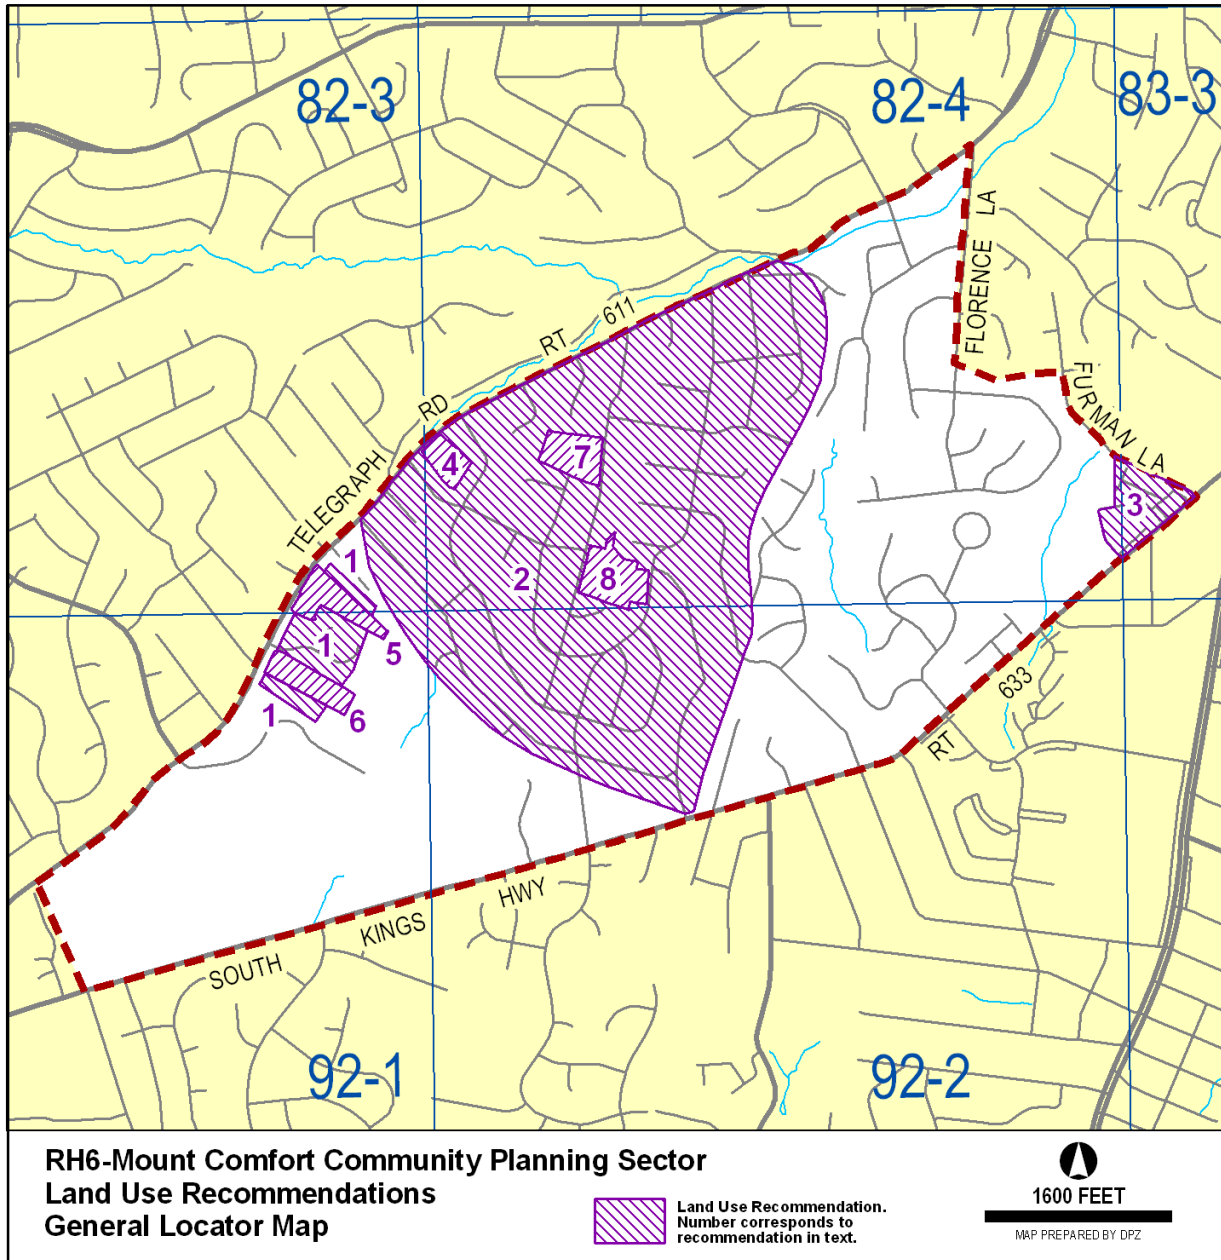 82-3
82-4
83-3
FLORENCE LA
RT 611
RD
TELEGRAPH
FURMAN LA
4
7
3
1
2
8
1
5
1
6
RT 633
HWY
KINGS
SOUTH
92-1
92-2
RH6-Mount Comfort Community Planning Sector
Land Use Recommendations
General Locator Map
Land Use Recommendation.
Number corresponds to
recommendation in text.
1600 FEET
MAP PREPARED BY DPZ